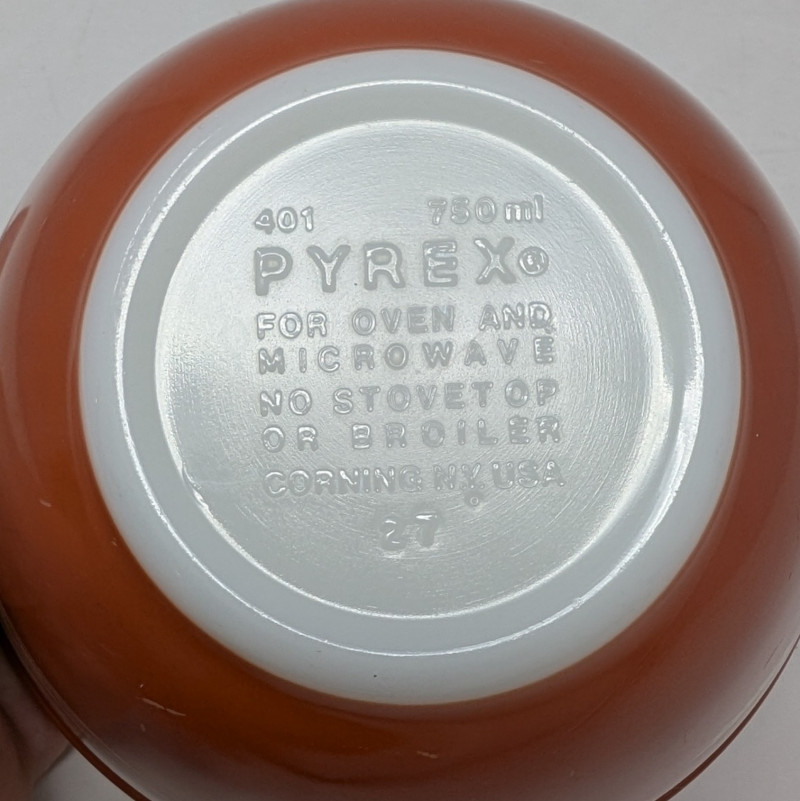 401 750ml
PYREX®
FOR OVEN AND
MICROWAVE
NO STOVETOP
OR BROILER
CORNING N.Y. USA
27